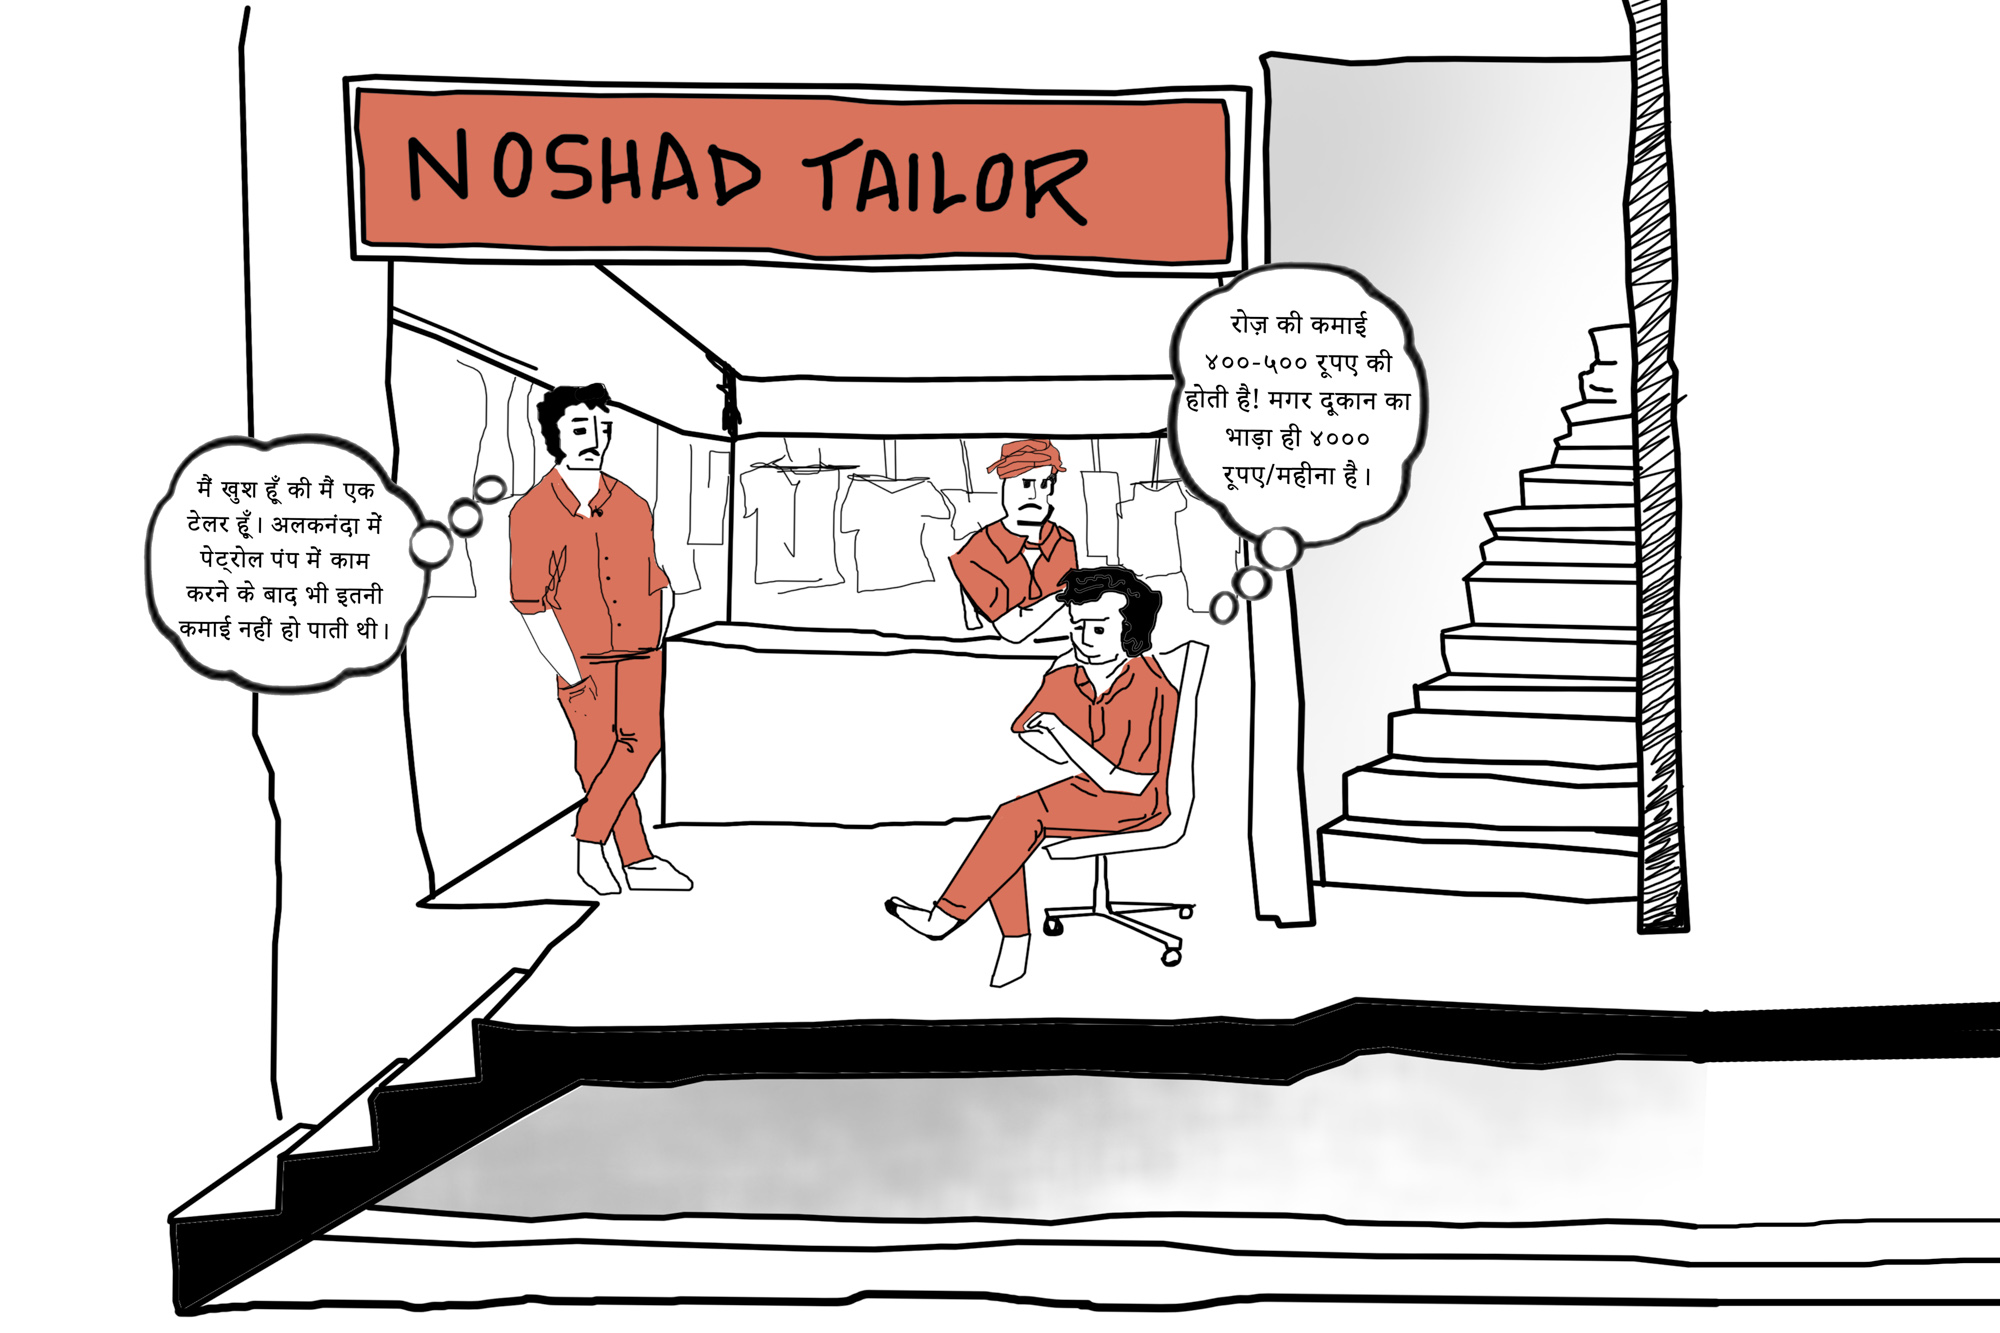 NOSHAD TAILOR
मैं खुश हूँ की मैं एक
टेलर हूँ। अलकनंदा में
पेट्रोल पंप में काम
करने के बाद भी इतनी
कमाई नहीं हो पाती थी।
रोज़ की कमाई
४००-५०० रूपए की
होती है! मगर दूकान का
भाड़ा ही ४०००
रूपए/महीना है।